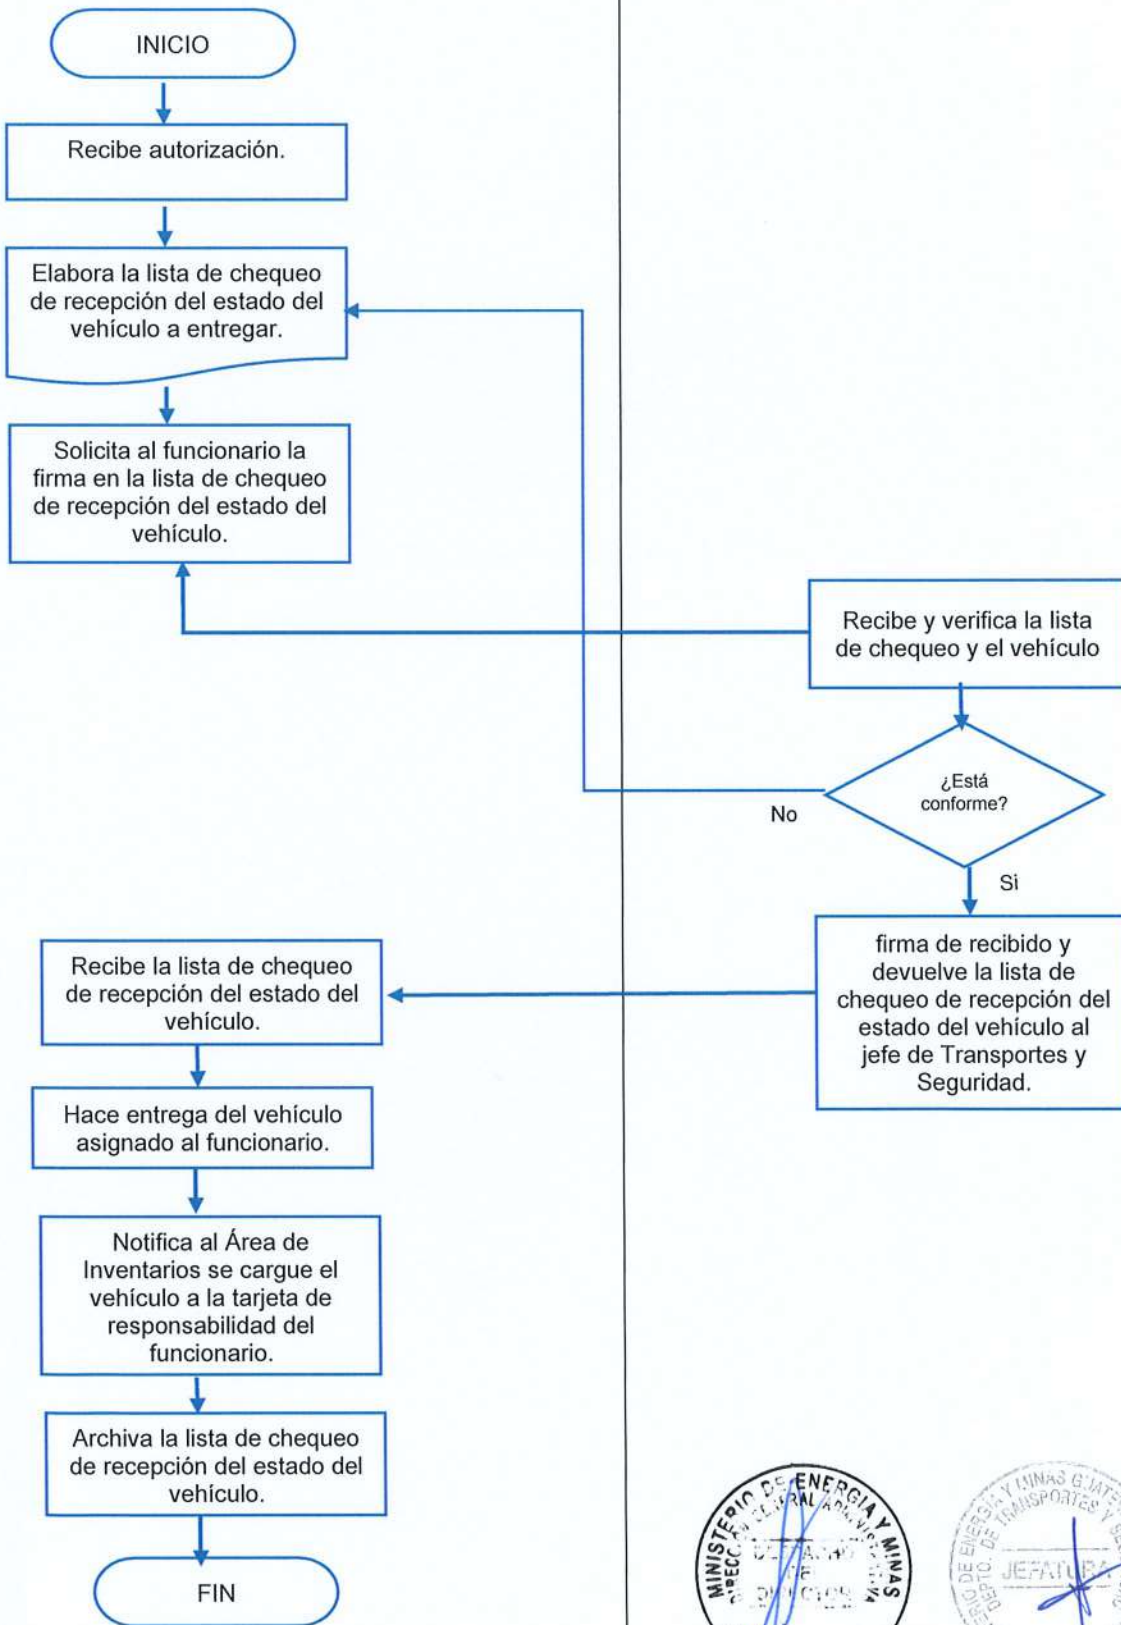 INICIO
Recibe autorización.
Elabora la lista de chequeo
de recepción del estado del
vehículo a entregar.
Solicita al funcionario la
firma en la lista de chequeo
de recepción del estado del
vehículo.
Recibe y verifica la lista
de chequeo y el vehículo
¿Está
conforme?
No
Si
firma de recibido y
devuelve la lista de
chequeo de recepción del
estado del vehículo al
jefe de Transportes y
Seguridad.
Recibe la lista de chequeo
de recepción del estado del
vehículo.
Hace entrega del vehículo
asignado al funcionario.
Notifica al Área de
Inventarios se cargue el
vehículo a la tarjeta de
responsabilidad del
funcionario.
Archiva la lista de chequeo
de recepción del estado del
vehículo.
FIN
MINISTERIO DE ENERGIA Y MINAS
JEFATURA
DEPTO. DE TRANSPORTES Y